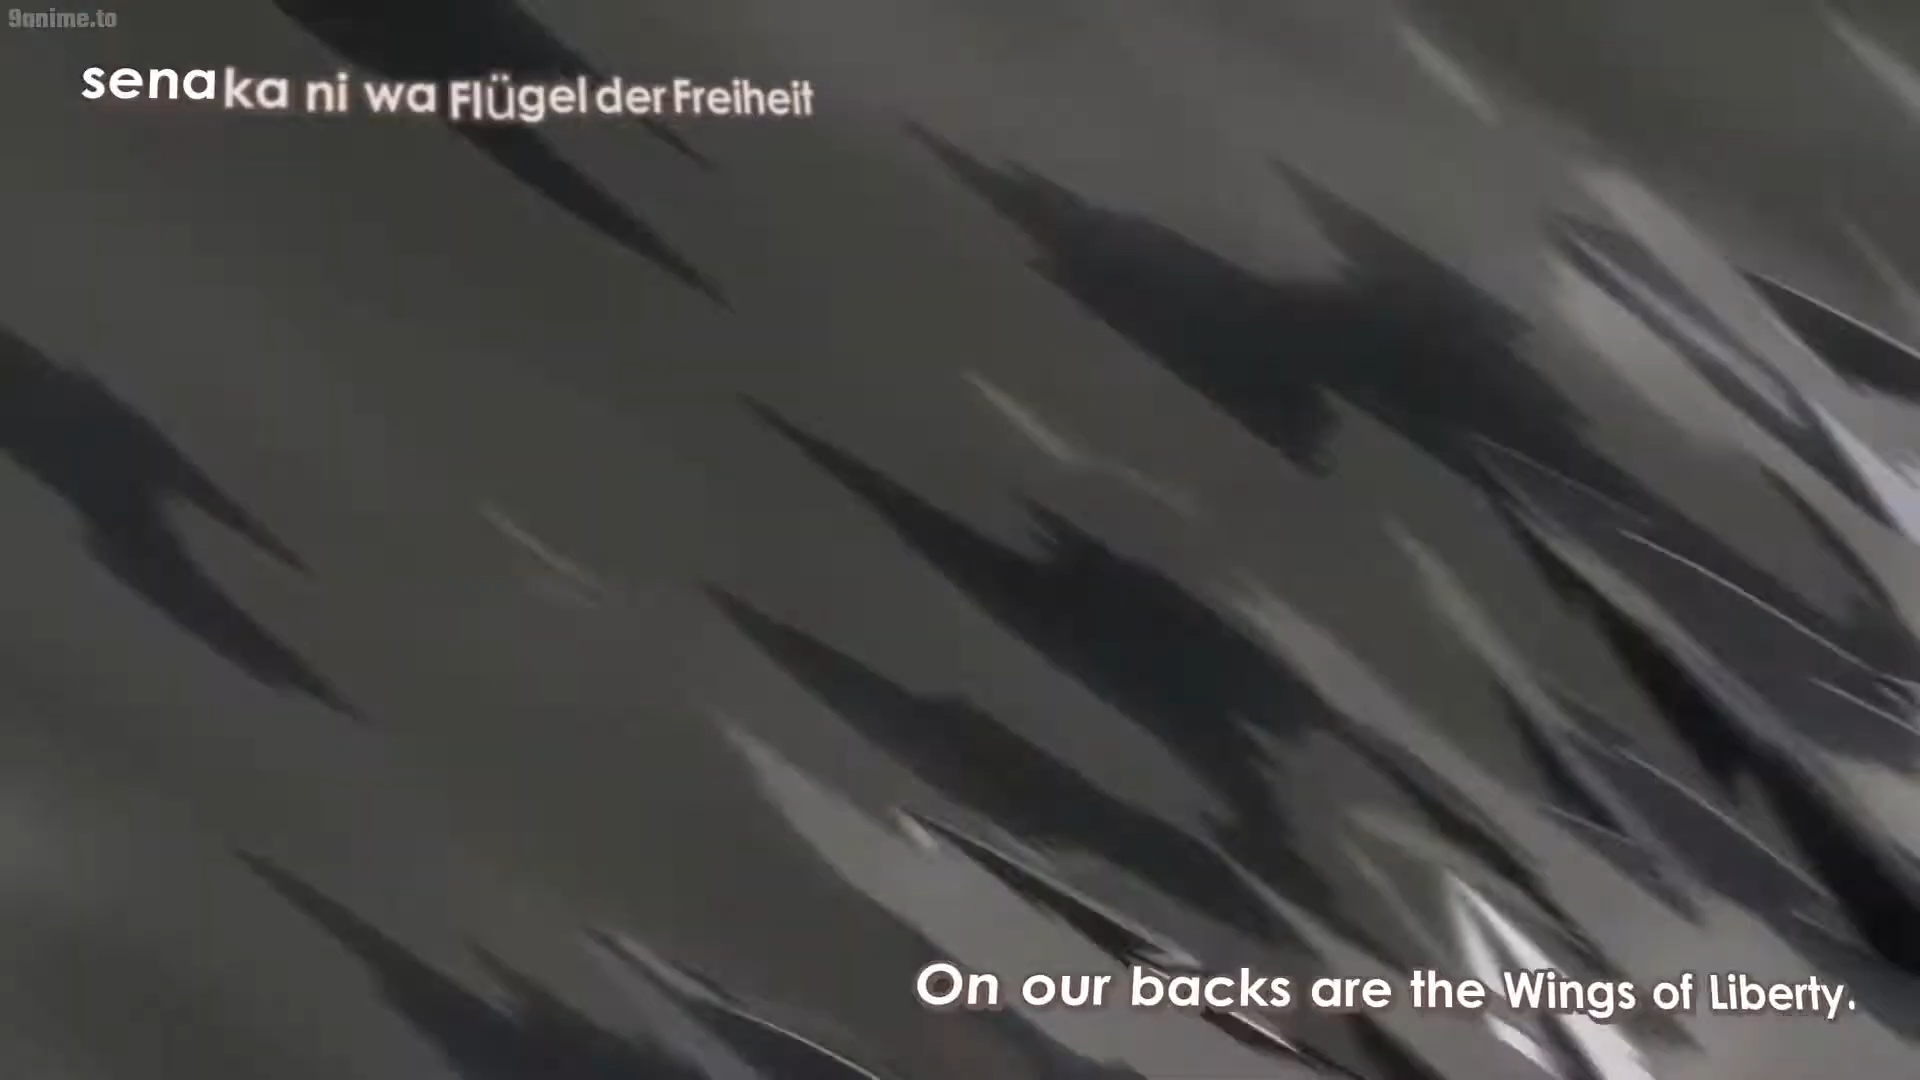 9anime.to
senaka ni wa Flügel der Freiheit
On our backs are the Wings of Liberty.